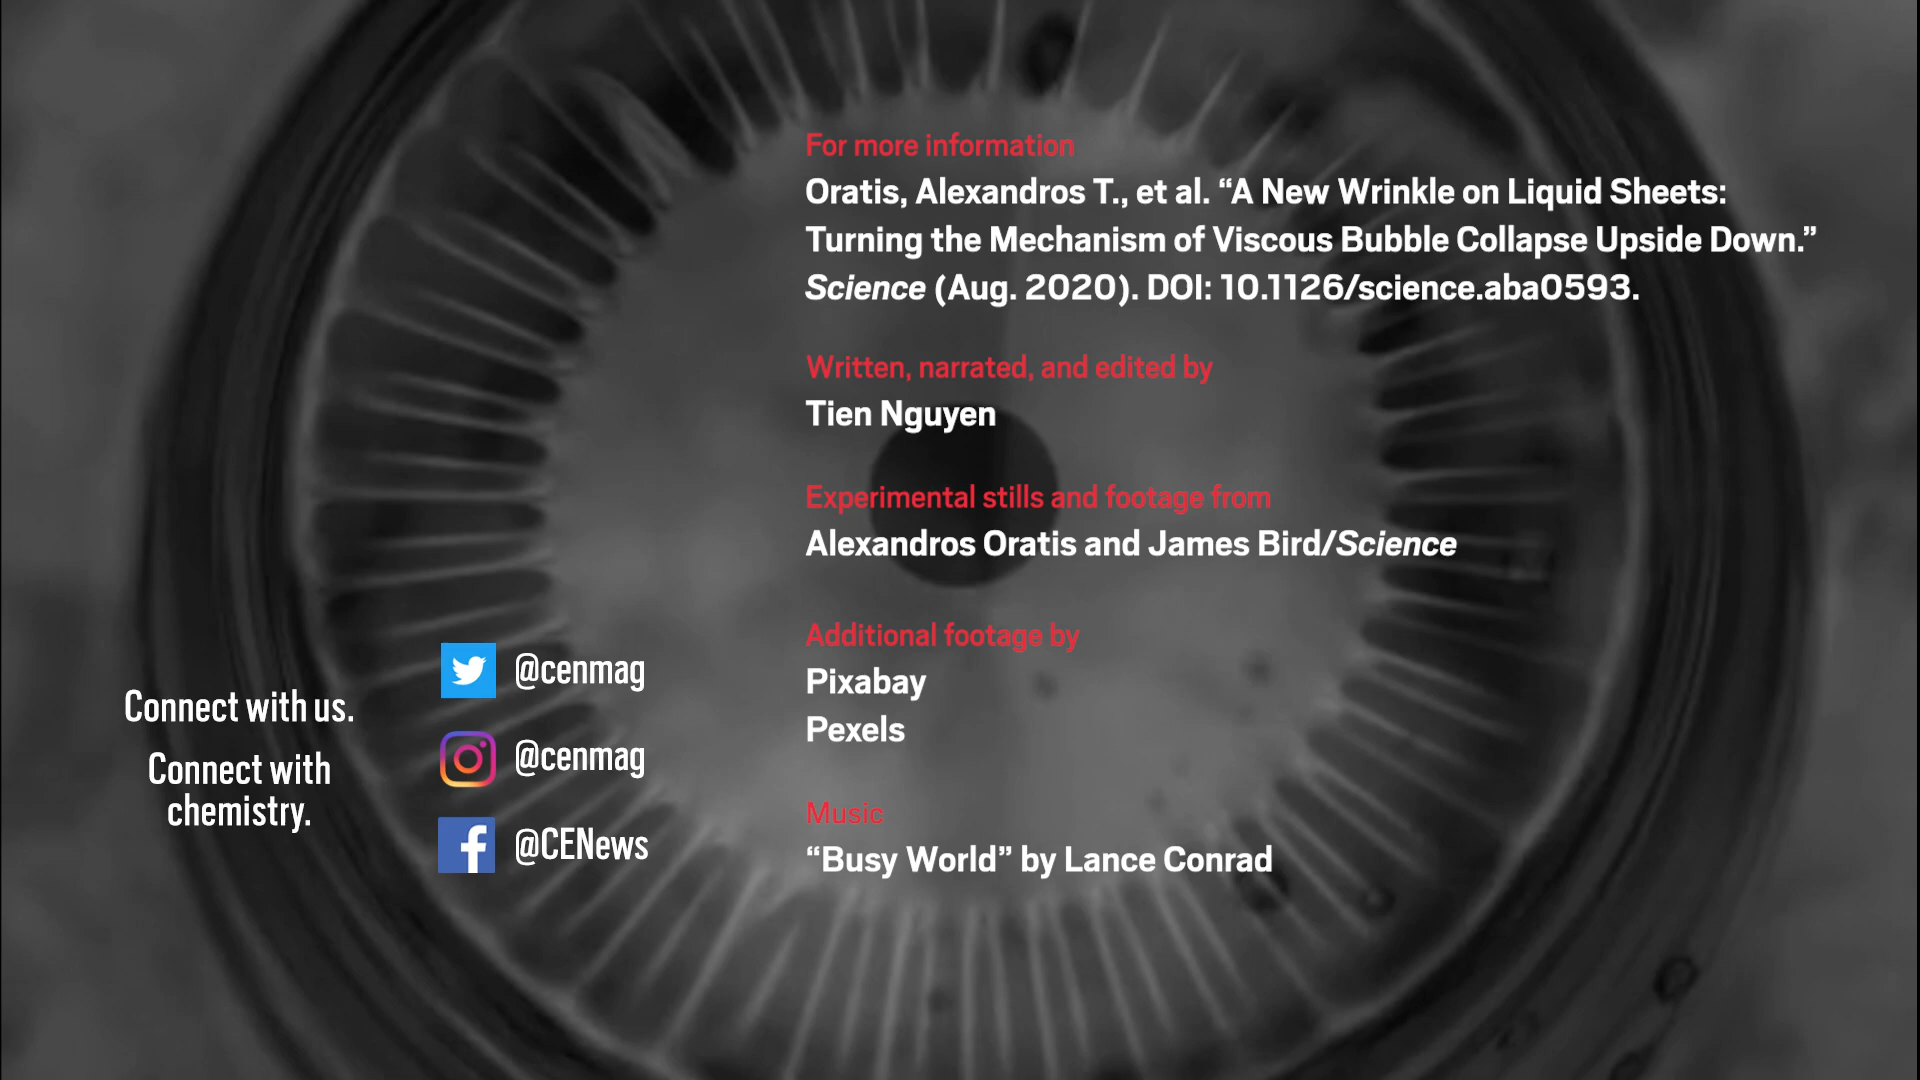 For more information
Oratis, Alexandros T., et al. “A New Wrinkle on Liquid Sheets:
Turning the Mechanism of Viscous Bubble Collapse Upside Down.”
Science (Aug. 2020). DOI: 10.1126/science.aba0593.
Written, narrated, and edited by
Tien Nguyen
Experimental stills and footage from
Alexandros Oratis and James Bird/Science
Additional footage by
Pixabay
Pexels
Music
“Busy World” by Lance Conrad
Connect with us.
Connect with
chemistry.
@cenmag
@cenmag
@CENews